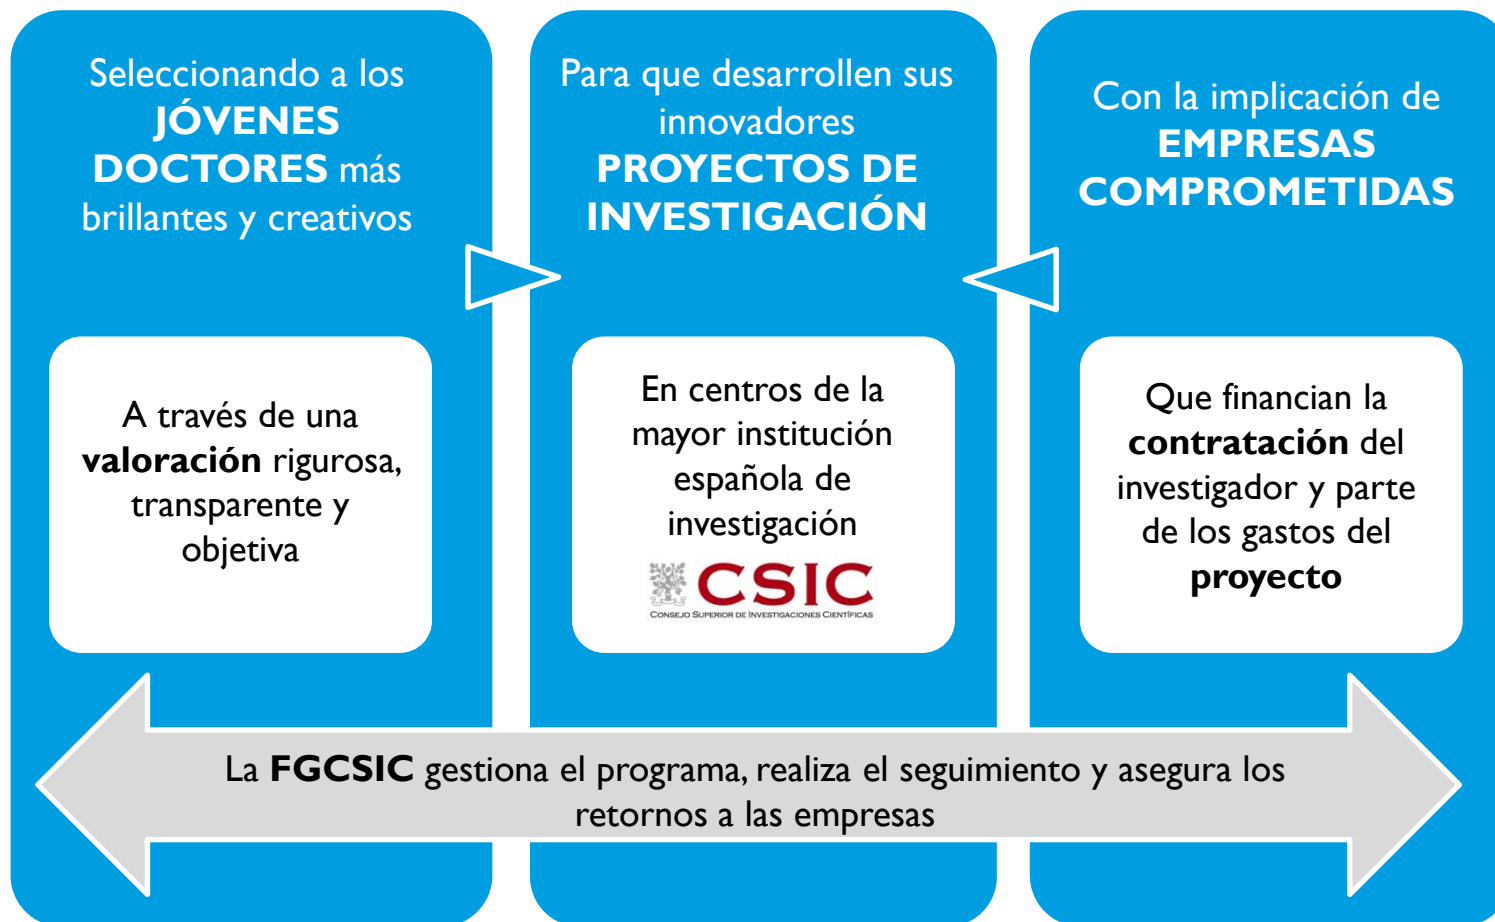 Seleccionando a los
JÓVENES
DOCTORES más
brillantes y creativos
A través de una
valoración rigurosa,
transparente y
objetiva
Para que desarrollen sus
innovadores
PROYECTOS DE
INVESTIGACIÓN
En centros de la
mayor institución
española de
investigación
CSIC
CONSEJO SUPERIOR DE INVESTIGACIONES CIENTÍFICAS
Con la implicación de
EMPRESAS
COMPROMETIDAS
Que financian la
contratación del
investigador y parte
de los gastos del
proyecto
La FGCSIC gestiona el programa, realiza el seguimiento y asegura los
retornos a las empresas